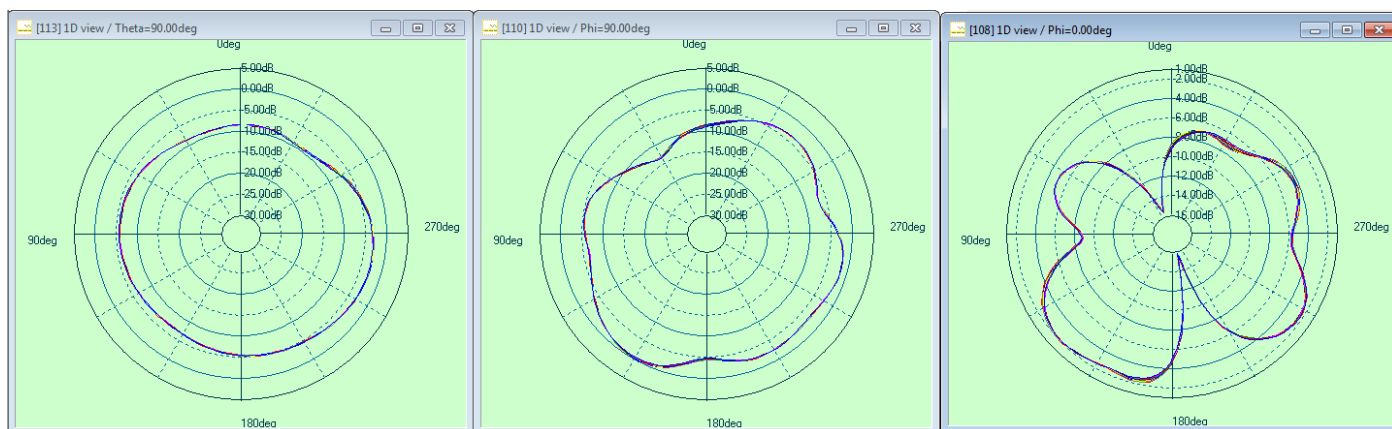 [113] 1D view / Theta=90.00deg
0deg
5.00dB
0.00dB
5.00dB
10.00dB
15.00dB
20.00dB
25.00dB
30.00dB
90deg
270deg
180deg
[110] 1D view / Phi=90.00deg
0deg
5.00dB
0.00dB
5.00dB
10.00dB
15.00dB
20.00dB
25.00dB
30.00dB
90deg
270deg
180deg
[108] 1D view / Phi=0.00deg
0deg
1.00dB
2.00dB
4.00dB
6.00dB
8.00dB
10.00dB
12.00dB
14.00dB
16.00dB
90deg
270deg
180deg